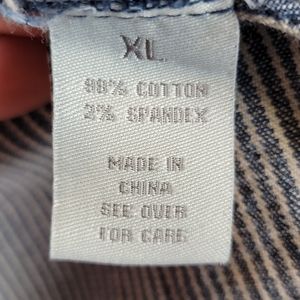 XL
98% COTTON
2% SPANDEX
MADE IN
CHINA
SEE OVER
FOR CARE